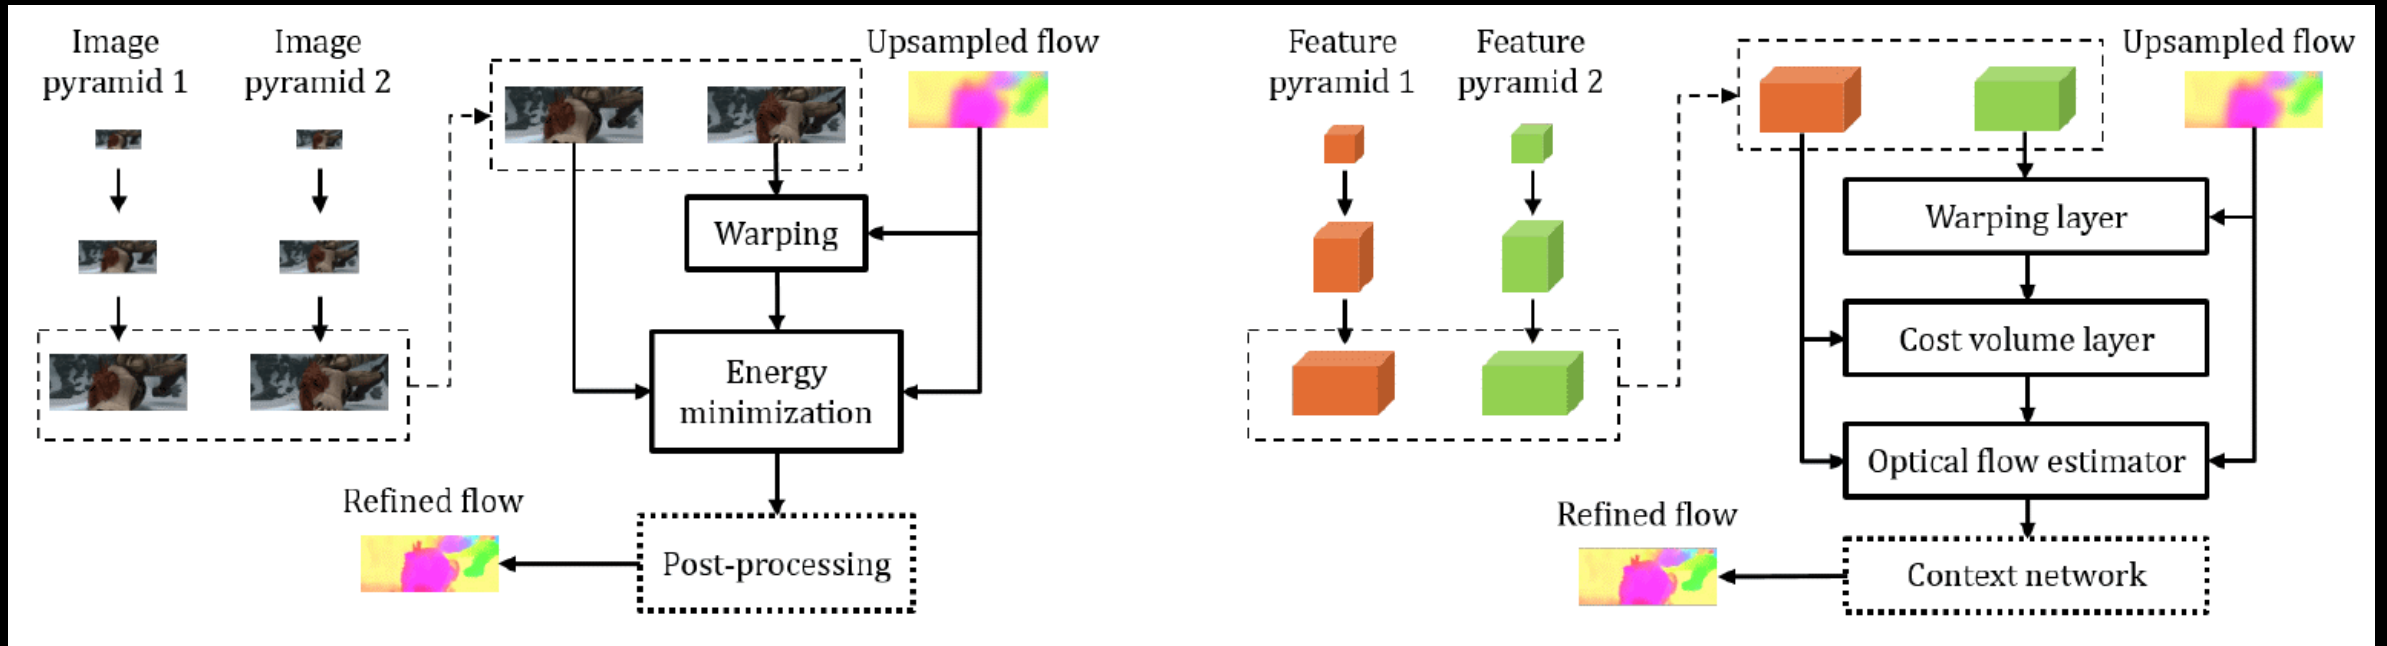 Image
pyramid 1
Image
pyramid 2
Upsampled flow
Warping
Energy
minimization
Refined flow
Post-processing
Feature
pyramid 1
Feature
pyramid 2
Upsampled flow
Warping layer
Cost volume layer
Optical flow estimator
Refined flow
Context network